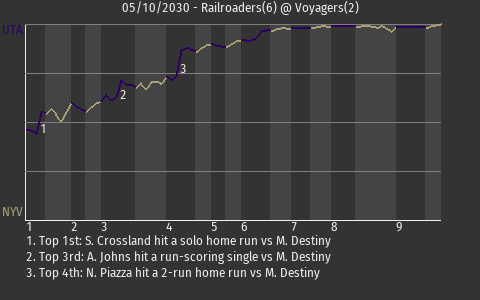 05/10/2030 - Railroaders(6) @ Voyagers(2)
UTA
1
2
3
NYV
1 2 3 4 5 6 7 8 9
1. Top 1st: S. Crossland hit a solo home run vs M. Destiny
2. Top 3rd: A. Johns hit a run-scoring single vs M. Destiny
3. Top 4th: N. Piazza hit a 2-run home run vs M. Destiny